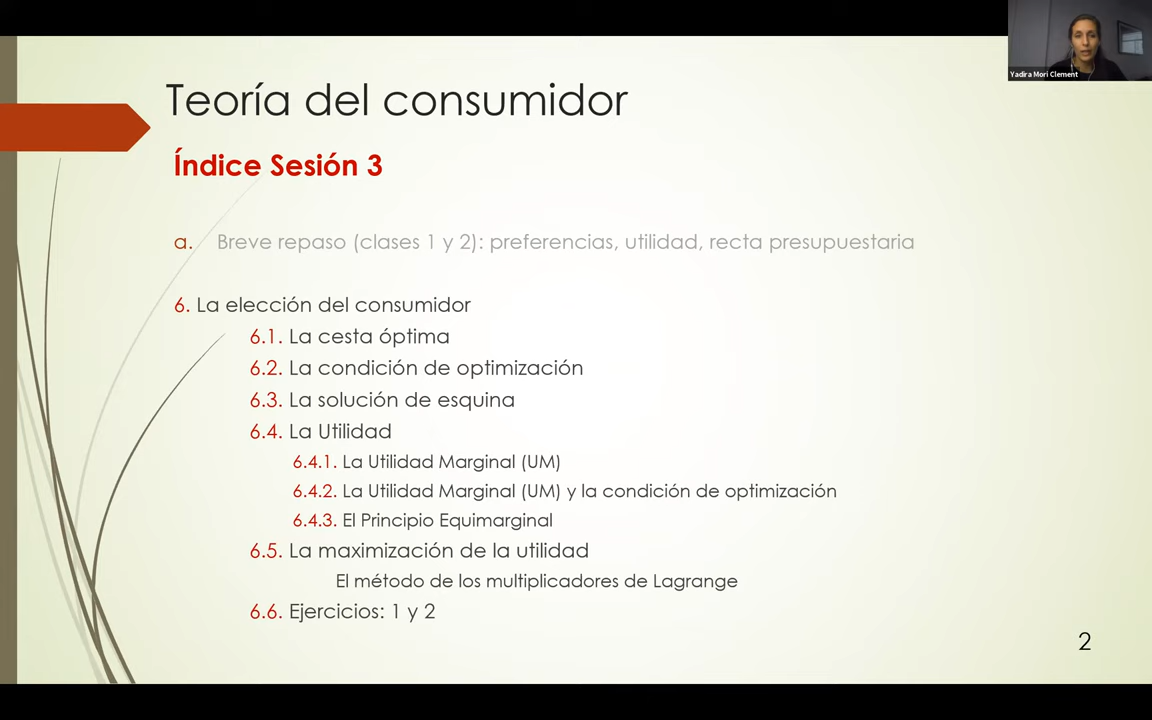 Yadira Mori Clement
Teoría del consumidor
Índice Sesión 3
a. Breve repaso (clases 1 y 2): preferencias, utilidad, recta presupuestaria
6. La elección del consumidor
6.1. La cesta óptima
6.2. La condición de optimización
6.3. La solución de esquina
6.4. La Utilidad
6.4.1. La Utilidad Marginal (UM)
6.4.2. La Utilidad Marginal (UM) y la condición de optimización
6.4.3. El Principio Equimarginal
6.5. La maximización de la utilidad
El método de los multiplicadores de Lagrange
6.6. Ejercicios: 1 y 2
2